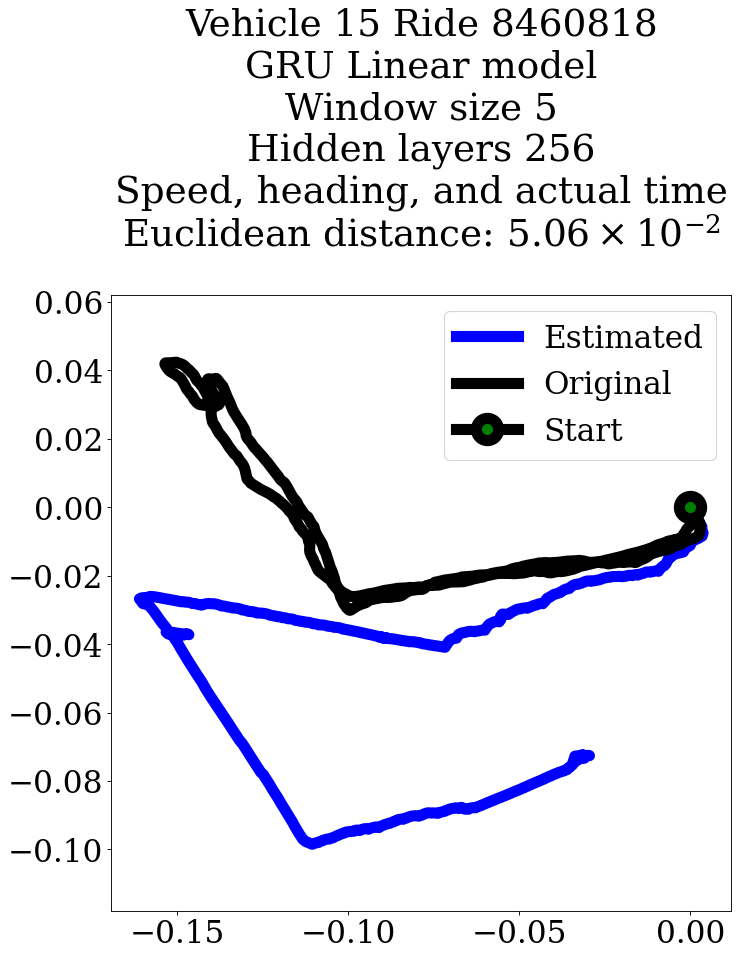 Vehicle 15 Ride 8460818
GRU Linear model
Window size 5
Hidden layers 256
Speed, heading, and actual time
Euclidean distance: 5.06 × 10⁻²
0.06
0.04
0.02
0.00
−0.02
−0.04
−0.06
−0.08
−0.10
Estimated
Original
Start
−0.15 −0.10 −0.05 0.00